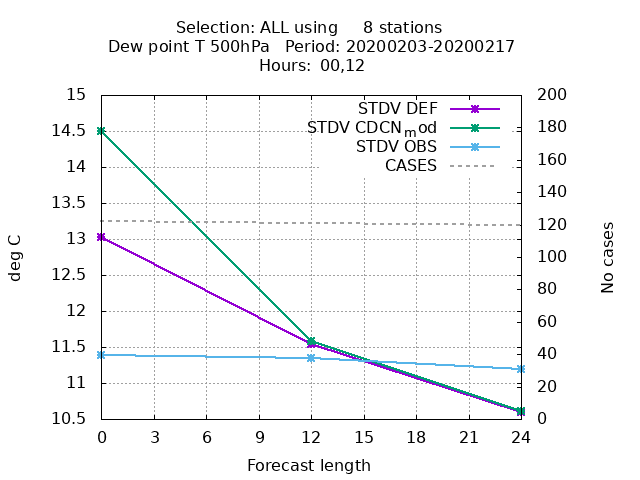 Selection: ALL using     8 stations
Dew point T 500hPa   Period: 20200203-20200217
Hours: 00,12
STDV DEF
STDV CDCN_mod
STDV OBS
CASES
deg C
15
14.5
14
13.5
13
12.5
12
11.5
11
10.5
200
180
160
140
120
100
80
60
40
20
0
No cases
0 3 6 9 12 15 18 21 24
Forecast length